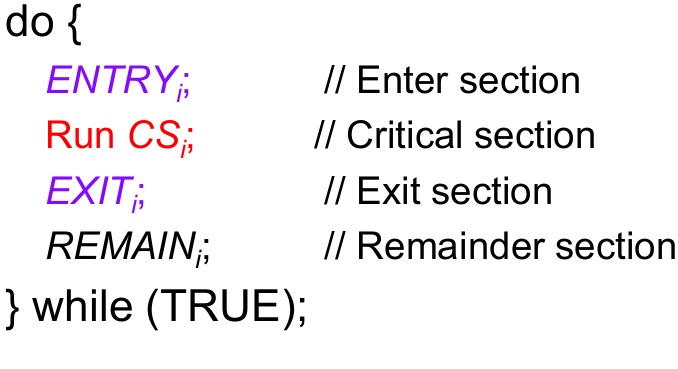 do {
ENTRYi; // Enter section
Run CSi; // Critical section
EXITi; // Exit section
REMAINi; // Remainder section
} while (TRUE);